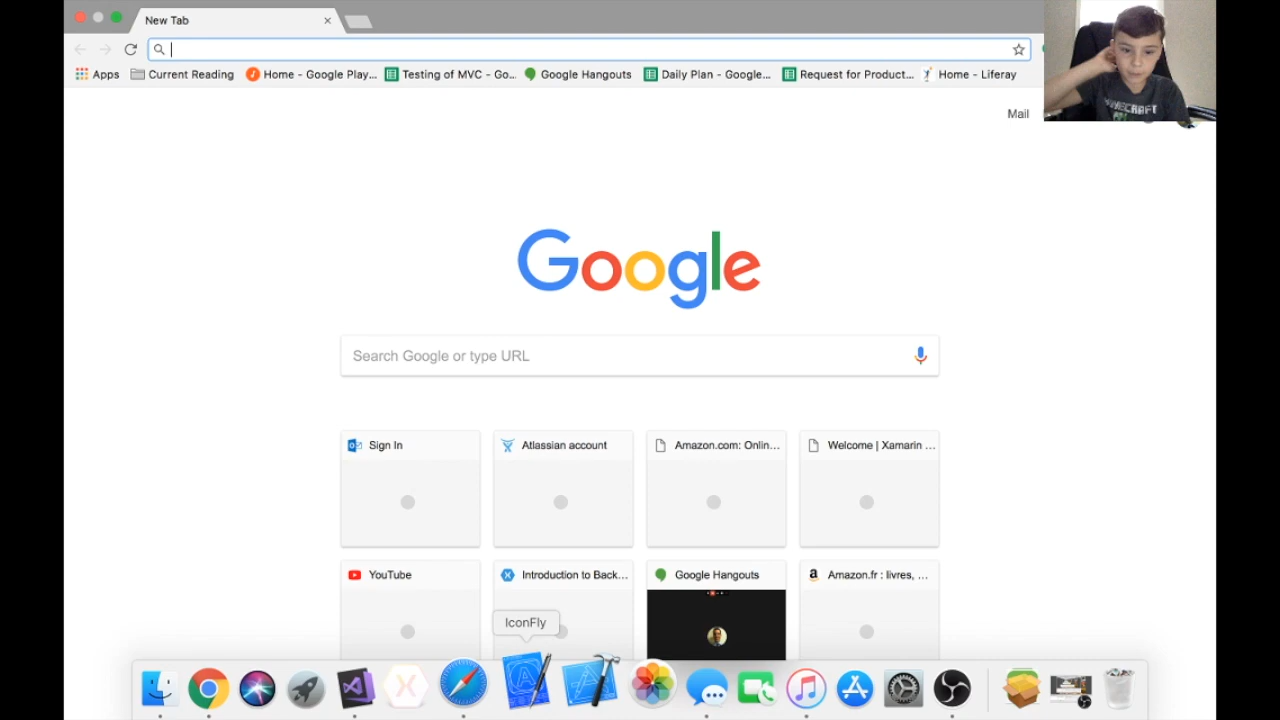 New Tab
Apps Current Reading Home - Google Play... Testing of MVC - Go... Google Hangouts Daily Plan - Google... Request for Product... Home - Liferay
Mail
MINECRAFT
Google
Search Google or type URL
Sign In Atlassian account Amazon.com: Onlin... Welcome | Xamarin ...
YouTube Introduction to Back... Google Hangouts Amazon.fr : livres, ...
IconFly